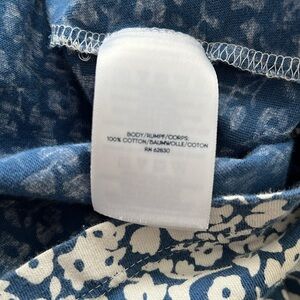 BODY/RUMPF/CORPS:
100% COTTON/BAUMWOLLE/COTON
RN 62630